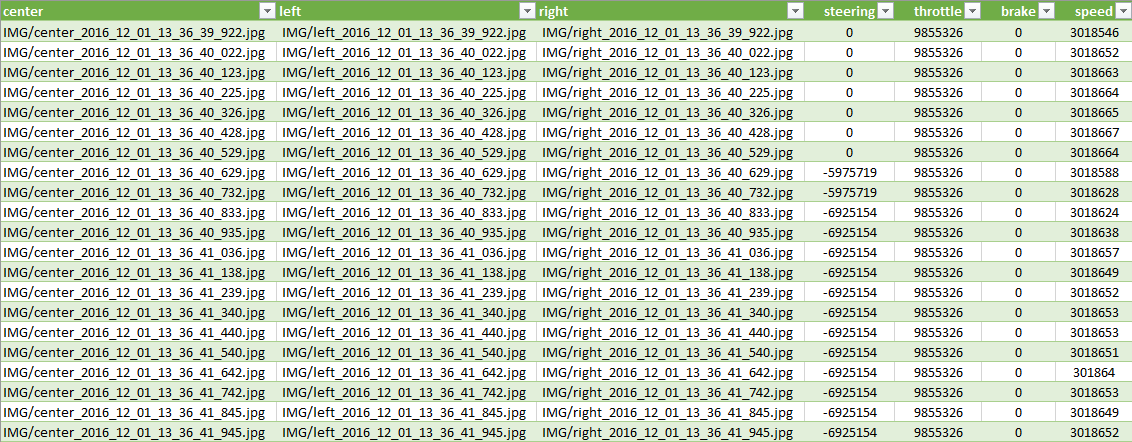 center left right steering throttle brake speed
IMG/center_2016_12_01_13_36_39_922.jpg IMG/left_2016_12_01_13_36_39_922.jpg IMG/right_2016_12_01_13_36_39_922.jpg 0 9855326 0 3018546
IMG/center_2016_12_01_13_36_40_022.jpg IMG/left_2016_12_01_13_36_40_022.jpg IMG/right_2016_12_01_13_36_40_022.jpg 0 9855326 0 3018652
IMG/center_2016_12_01_13_36_40_123.jpg IMG/left_2016_12_01_13_36_40_123.jpg IMG/right_2016_12_01_13_36_40_123.jpg 0 9855326 0 3018663
IMG/center_2016_12_01_13_36_40_225.jpg IMG/left_2016_12_01_13_36_40_225.jpg IMG/right_2016_12_01_13_36_40_225.jpg 0 9855326 0 3018664
IMG/center_2016_12_01_13_36_40_326.jpg IMG/left_2016_12_01_13_36_40_326.jpg IMG/right_2016_12_01_13_36_40_326.jpg 0 9855326 0 3018665
IMG/center_2016_12_01_13_36_40_428.jpg IMG/left_2016_12_01_13_36_40_428.jpg IMG/right_2016_12_01_13_36_40_428.jpg 0 9855326 0 3018667
IMG/center_2016_12_01_13_36_40_529.jpg IMG/left_2016_12_01_13_36_40_529.jpg IMG/right_2016_12_01_13_36_40_529.jpg 0 9855326 0 3018664
IMG/center_2016_12_01_13_36_40_629.jpg IMG/left_2016_12_01_13_36_40_629.jpg IMG/right_2016_12_01_13_36_40_629.jpg -5975719 9855326 0 3018588
IMG/center_2016_12_01_13_36_40_732.jpg IMG/left_2016_12_01_13_36_40_732.jpg IMG/right_2016_12_01_13_36_40_732.jpg -5975719 9855326 0 3018628
IMG/center_2016_12_01_13_36_40_833.jpg IMG/left_2016_12_01_13_36_40_833.jpg IMG/right_2016_12_01_13_36_40_833.jpg -6925154 9855326 0 3018624
IMG/center_2016_12_01_13_36_40_935.jpg IMG/left_2016_12_01_13_36_40_935.jpg IMG/right_2016_12_01_13_36_40_935.jpg -6925154 9855326 0 3018638
IMG/center_2016_12_01_13_36_41_036.jpg IMG/left_2016_12_01_13_36_41_036.jpg IMG/right_2016_12_01_13_36_41_036.jpg -6925154 9855326 0 3018657
IMG/center_2016_12_01_13_36_41_138.jpg IMG/left_2016_12_01_13_36_41_138.jpg IMG/right_2016_12_01_13_36_41_138.jpg -6925154 9855326 0 3018649
IMG/center_2016_12_01_13_36_41_239.jpg IMG/left_2016_12_01_13_36_41_239.jpg IMG/right_2016_12_01_13_36_41_239.jpg -6925154 9855326 0 3018652
IMG/center_2016_12_01_13_36_41_340.jpg IMG/left_2016_12_01_13_36_41_340.jpg IMG/right_2016_12_01_13_36_41_340.jpg -6925154 9855326 0 3018653
IMG/center_2016_12_01_13_36_41_440.jpg IMG/left_2016_12_01_13_36_41_440.jpg IMG/right_2016_12_01_13_36_41_440.jpg -6925154 9855326 0 3018653
IMG/center_2016_12_01_13_36_41_540.jpg IMG/left_2016_12_01_13_36_41_540.jpg IMG/right_2016_12_01_13_36_41_540.jpg -6925154 9855326 0 3018651
IMG/center_2016_12_01_13_36_41_642.jpg IMG/left_2016_12_01_13_36_41_642.jpg IMG/right_2016_12_01_13_36_41_642.jpg -6925154 9855326 0 301864
IMG/center_2016_12_01_13_36_41_742.jpg IMG/left_2016_12_01_13_36_41_742.jpg IMG/right_2016_12_01_13_36_41_742.jpg -6925154 9855326 0 3018653
IMG/center_2016_12_01_13_36_41_845.jpg IMG/left_2016_12_01_13_36_41_845.jpg IMG/right_2016_12_01_13_36_41_845.jpg -6925154 9855326 0 3018649
IMG/center_2016_12_01_13_36_41_945.jpg IMG/left_2016_12_01_13_36_41_945.jpg IMG/right_2016_12_01_13_36_41_945.jpg -6925154 9855326 0 3018652